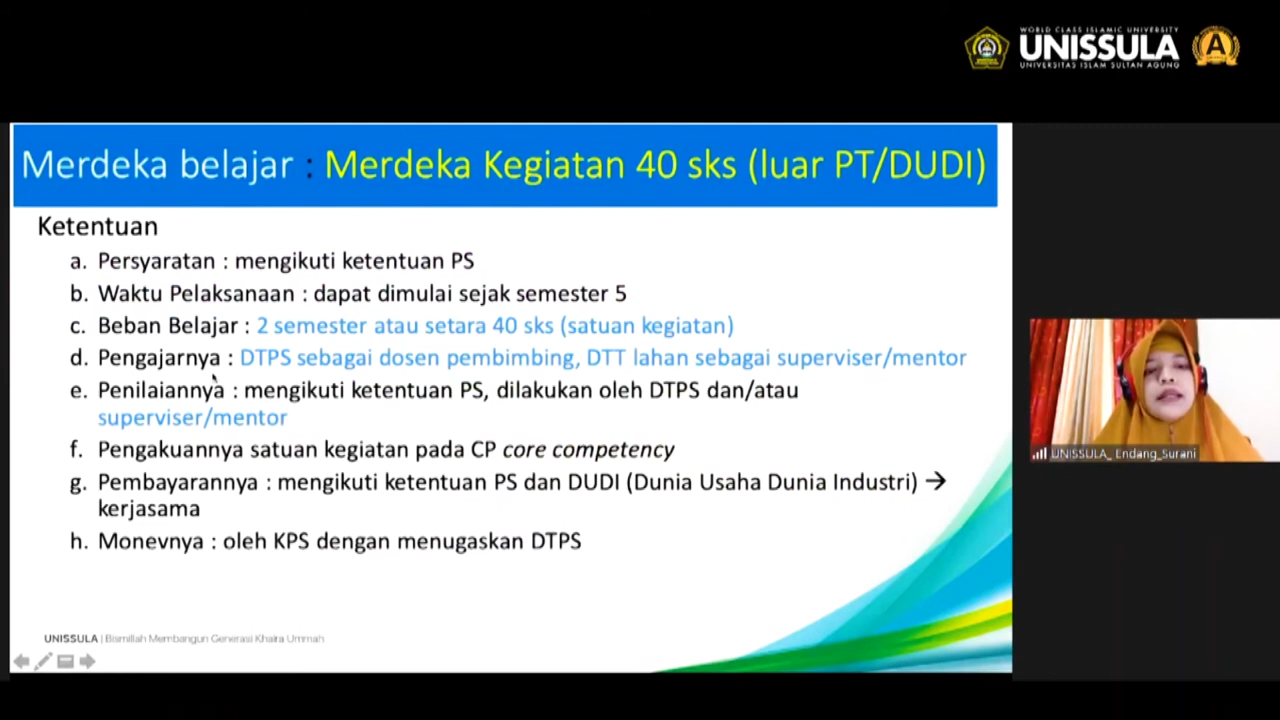 WORLD CLASS ISLAMIC UNIVERSITY
UNISSULA
UNIVERSITAS ISLAM SULTAN AGUNG
A
Merdeka belajar : Merdeka Kegiatan 40 sks (luar PT/DUDI)
Ketentuan
a. Persyaratan : mengikuti ketentuan PS
b. Waktu Pelaksanaan : dapat dimulai sejak semester 5
c. Beban Belajar : 2 semester atau setara 40 sks (satuan kegiatan)
d. Pengajarnya : DTPS sebagai dosen pembimbing, DTT lahan sebagai superviser/mentor
e. Penilaiannya : mengikuti ketentuan PS, dilakukan oleh DTPS dan/atau
superviser/mentor
f. Pengakuannya satuan kegiatan pada CP core competency
g. Pembayarannya : mengikuti ketentuan PS dan DUDI (Dunia Usaha Dunia Industri) →
kerjasama
h. Monevnya : oleh KPS dengan menugaskan DTPS
UNISSULA | Bismillah Membangun Generasi Khaira Ummah
UNISSULA_ Endang_Surani